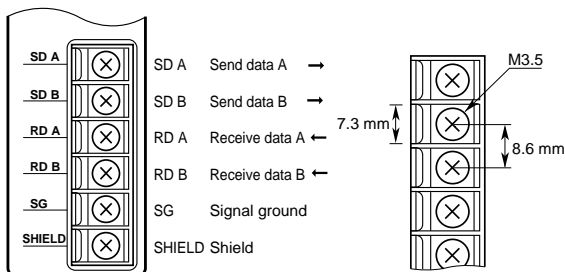 SD A SD A Send data A →
SD B SD B Send data B →
RD A RD A Receive data A ←
RD B RD B Receive data B ←
SG SG Signal ground
SHIELD SHIELD Shield
M3.5
7.3 mm
8.6 mm